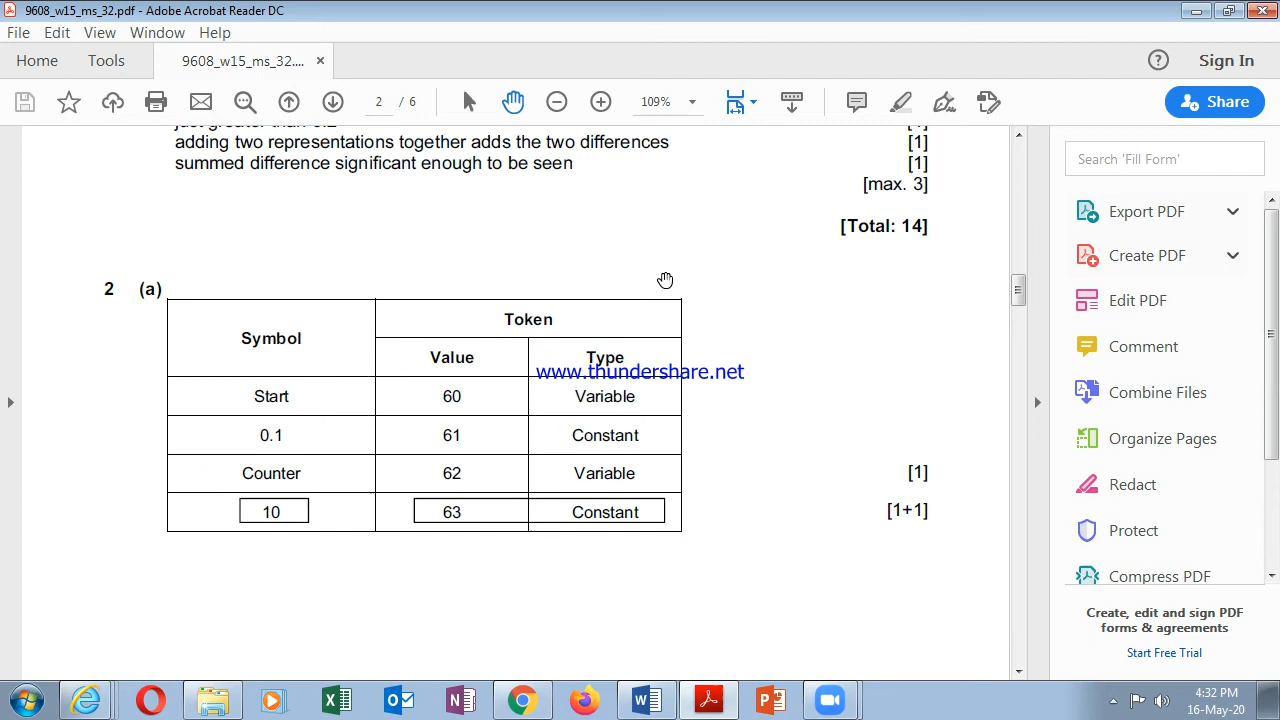 9608_w15_ms_32.pdf - Adobe Acrobat Reader DC
File Edit View Window Help
Home Tools 9608_w15_ms_32.... × Sign In
2 / 6 109% Share
adding two representations together adds the two differences [1]
summed difference significant enough to be seen [1]
[max. 3]
[Total: 14]
2 (a)
Symbol Token
Value Type
www.thundershare.net
Start 60 Variable
0.1 61 Constant
Counter 62 Variable [1]
10 63 Constant [1+1]
Search 'Fill Form'
Export PDF
Create PDF
Edit PDF
Comment
Combine Files
Organize Pages
Redact
Protect
Compress PDF
Create, edit and sign PDF
forms & agreements
Start Free Trial
4:32 PM
16-May-20